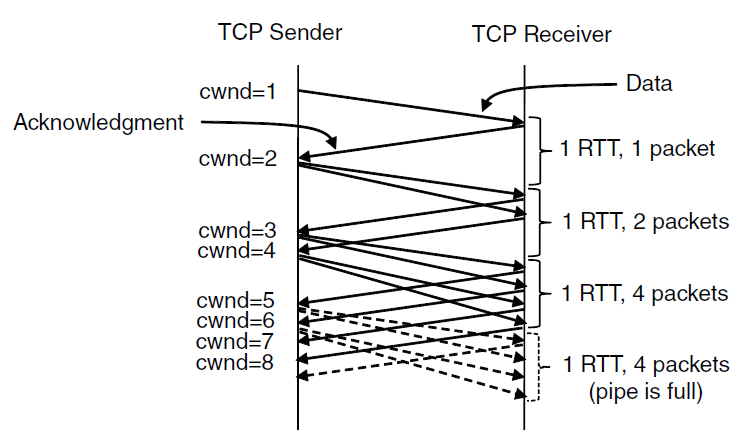 TCP Sender
TCP Receiver
cwnd=1
Data
Acknowledgment
1 RTT, 1 packet
cwnd=2
1 RTT, 2 packets
cwnd=3
cwnd=4
1 RTT, 4 packets
cwnd=5
cwnd=6
cwnd=7
cwnd=8
1 RTT, 4 packets
(pipe is full)